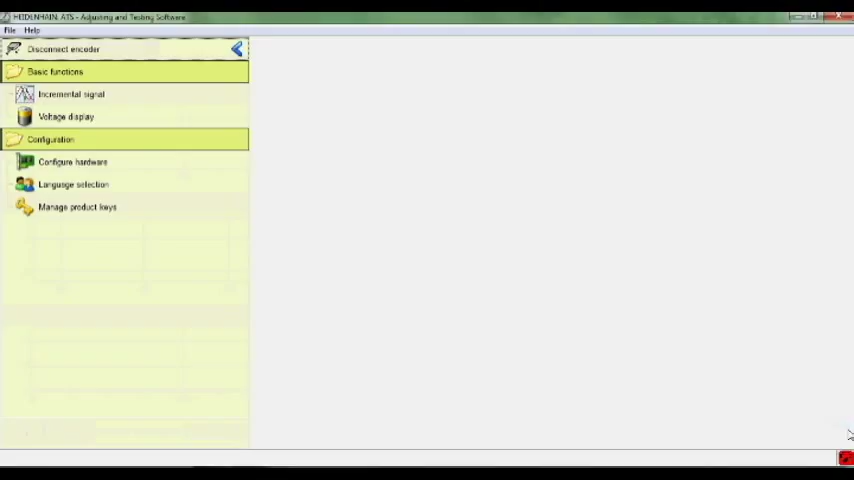 HEIDENHAIN: ATS - Adjusting and Testing Software
File Help
Disconnect encoder
Basic functions
Incremental signal
Voltage display
Configuration
Configure hardware
Language selection
Manage product keys